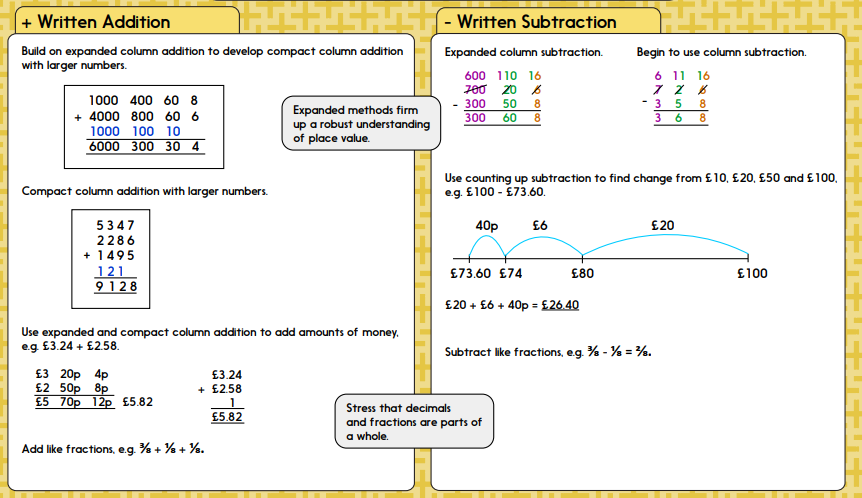 + Written Addition
Build on expanded column addition to develop compact column addition
with larger numbers.
1000 400 60 8
+ 4000 800 60 6
1000 100 10
6000 300 30 4
Expanded methods firm
up a robust understanding
of place value.
Compact column addition with larger numbers.
5347
2286
+ 1495
121
9128
Use expanded and compact column addition to add amounts of money,
e.g. £3.24 + £2.58.
£3 20p 4p
£2 50p 8p
£5 70p 12p £5.82
£3.24
+ £2.58
1
£5.82
Add like fractions, e.g. ⅜ + ⅛ + ⅛.
Stress that decimals
and fractions are parts of
a whole.
- Written Subtraction
Expanded column subtraction.
600 110 16
700 20 6
- 300 50 8
300 60 8
Begin to use column subtraction.
6 11 16
7 2 6
- 3 5 8
3 6 8
Use counting up subtraction to find change from £10, £20, £50 and £100,
e.g. £100 - £73.60.
40p £6 £20
£73.60 £74 £80 £100
£20 + £6 + 40p = £26.40
Subtract like fractions, e.g. ⅜ - ⅛ = ²⁄₈.